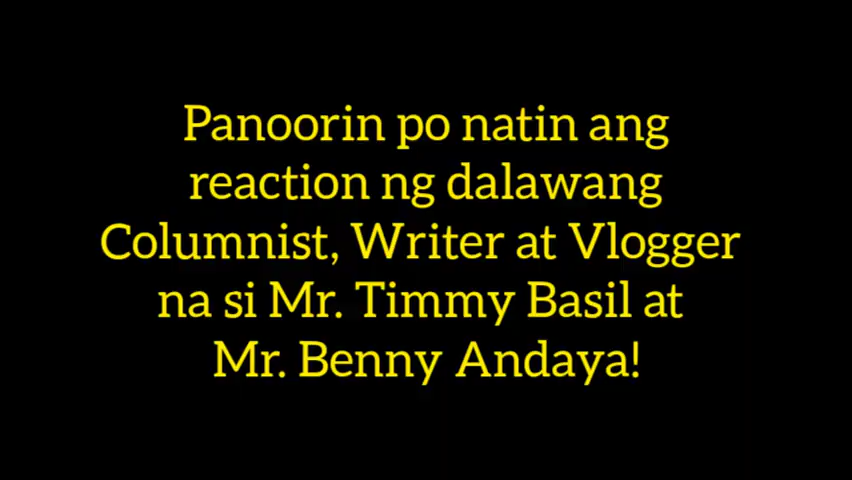 Panoorin po natin ang
reaction ng dalawang
Columnist, Writer at Vlogger
na si Mr. Timmy Basil at
Mr. Benny Andaya!